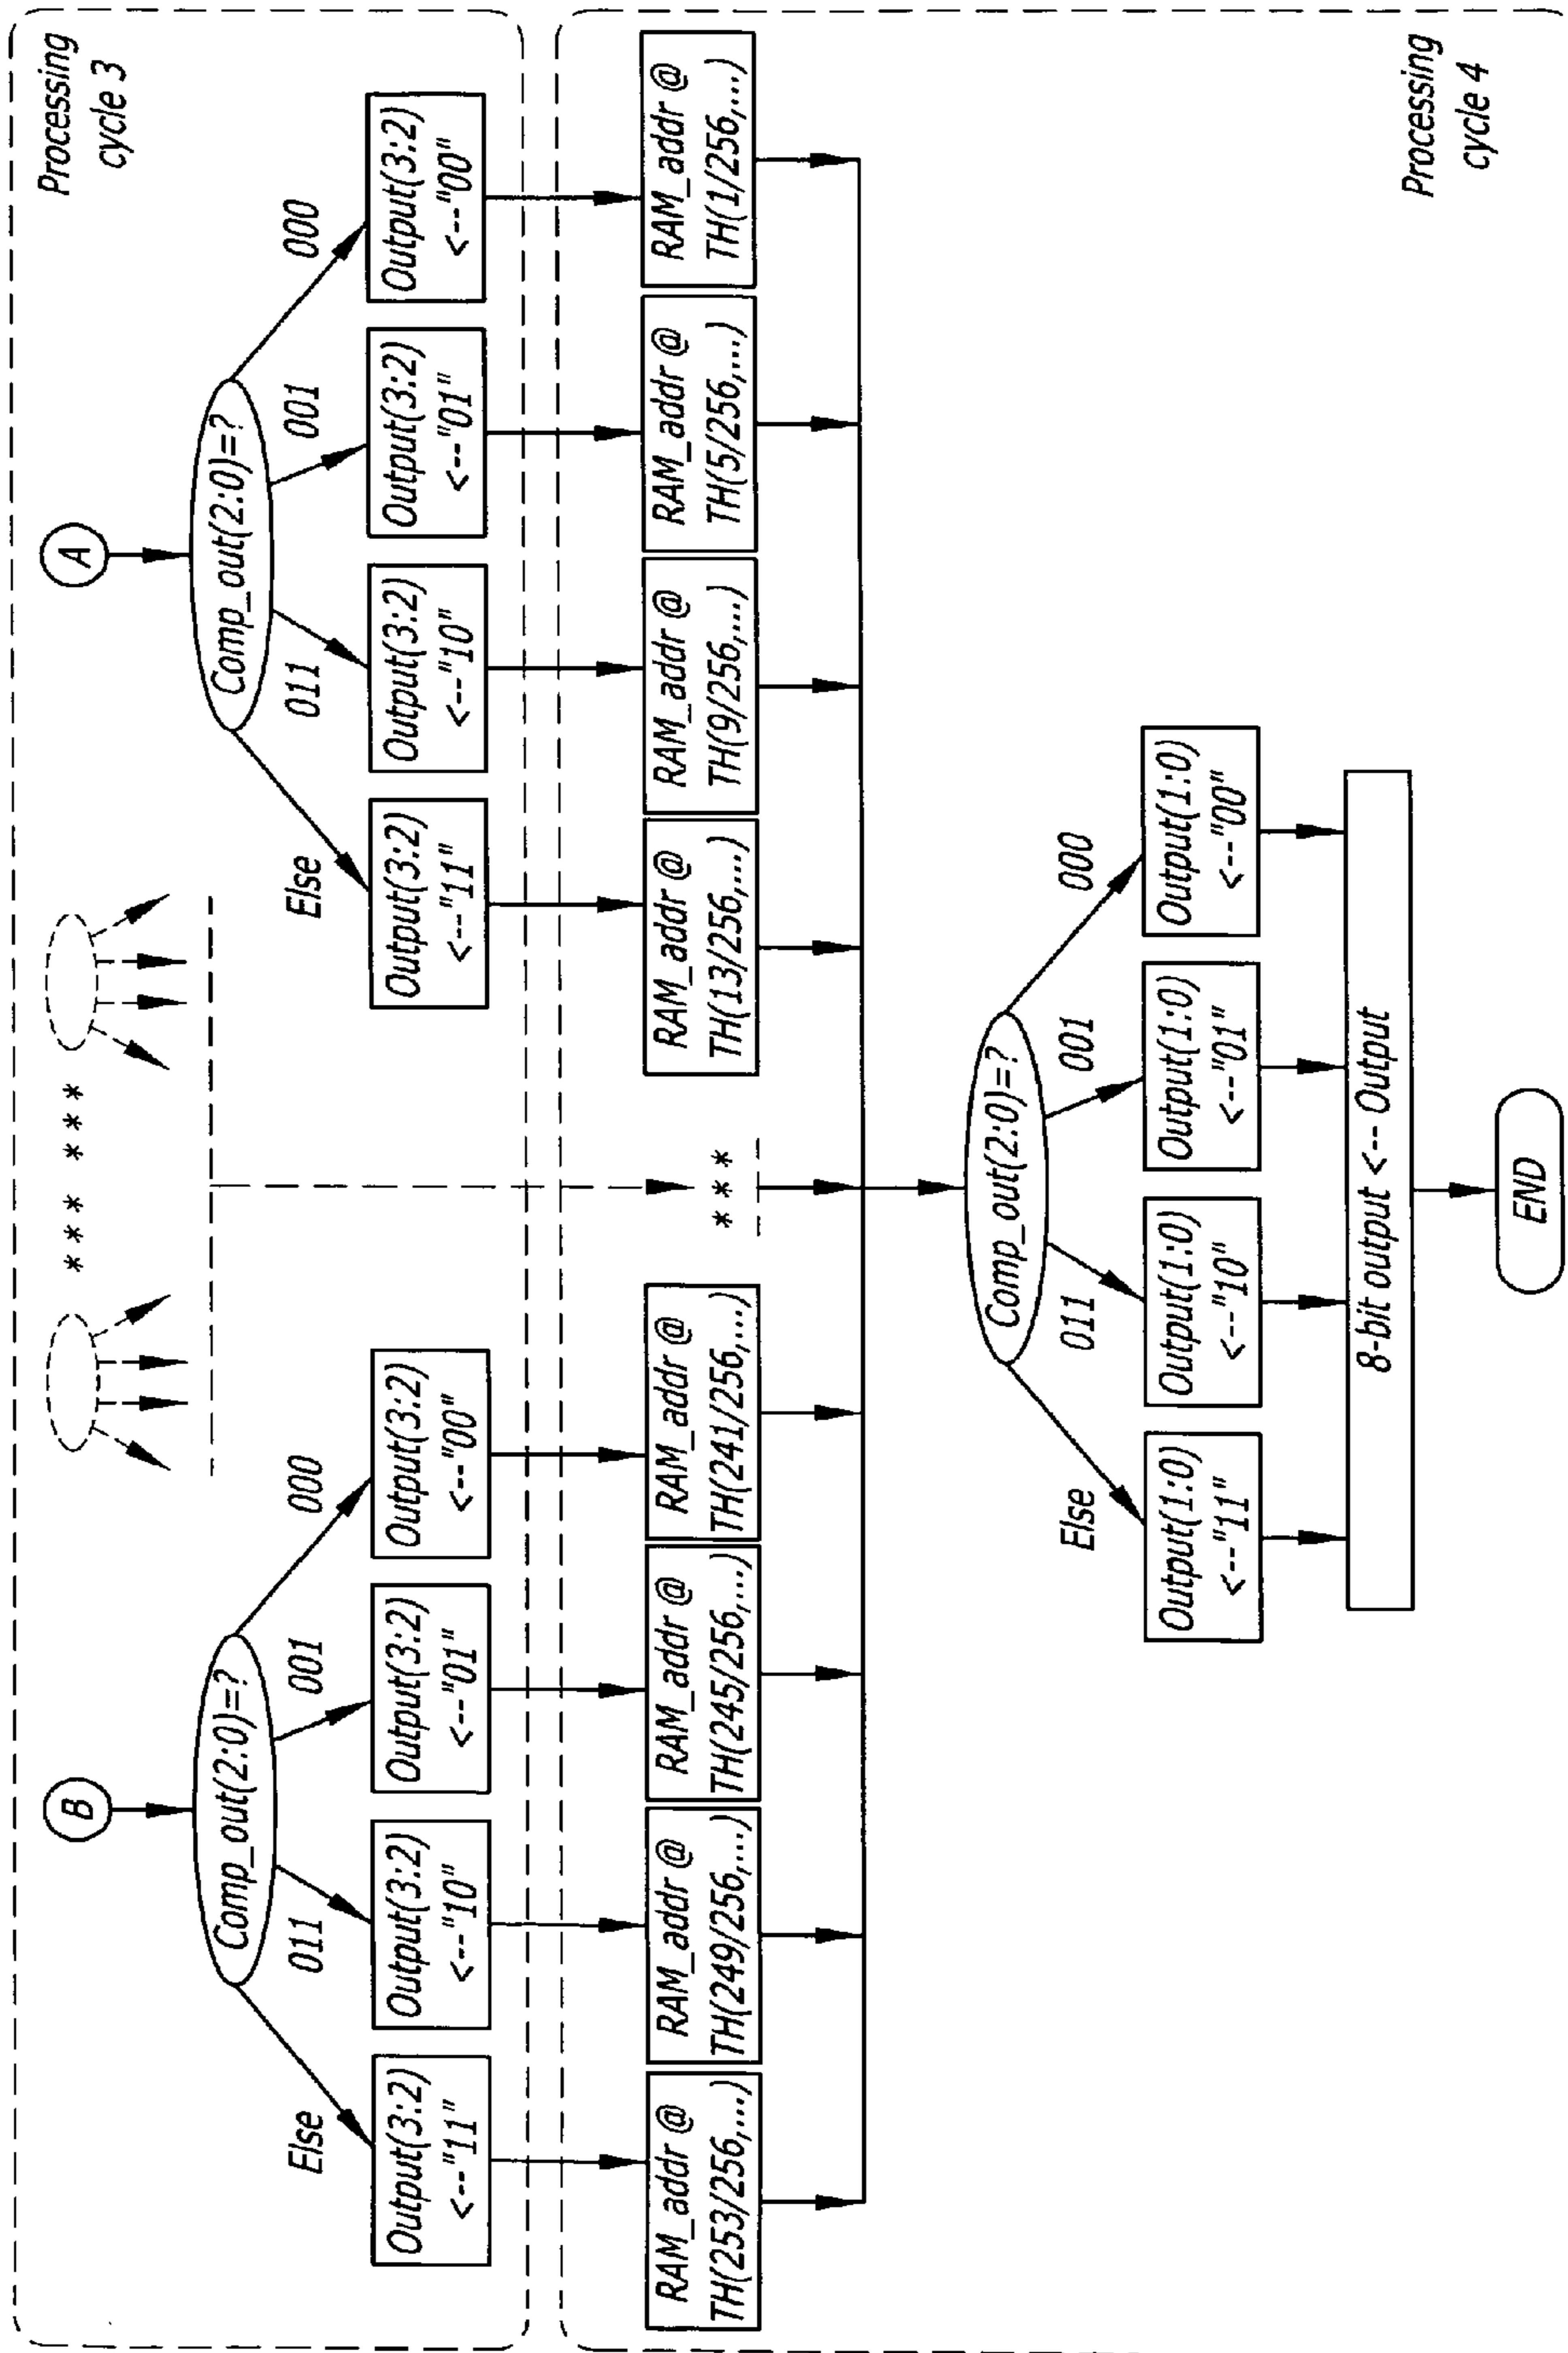 B
*** ***
A
Processing
cycle 3
Comp_out(2:0)=?
Comp_out(2:0)=?
Else
011
001
000
Else
011
001
000
Output(3:2)
<--"11"
Output(3:2)
<--"10"
Output(3:2)
<--"01"
Output(3:2)
<--"00"
Output(3:2)
<--"11"
Output(3:2)
<--"10"
Output(3:2)
<--"01"
Output(3:2)
<--"00"
RAM_addr @
TH(253/256,...)
RAM_addr @
TH(249/256,...)
RAM_addr @
TH(245/256,...)
RAM_addr @
TH(241/256,...)
***
RAM_addr @
TH(13/256,...)
RAM_addr @
TH(9/256,...)
RAM_addr @
TH(5/256,...)
RAM_addr @
TH(1/256,...)
Comp_out(2:0)=?
Else
011
001
000
Output(1:0)
<--"11"
Output(1:0)
<--"10"
Output(1:0)
<--"01"
Output(1:0)
<--"00"
8-bit output <-- Output
END
Processing
cycle 4